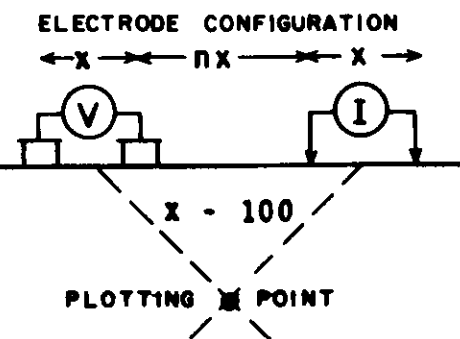 ELECTRODE CONFIGURATION
x nx x
V I
x - 100
PLOTTING POINT